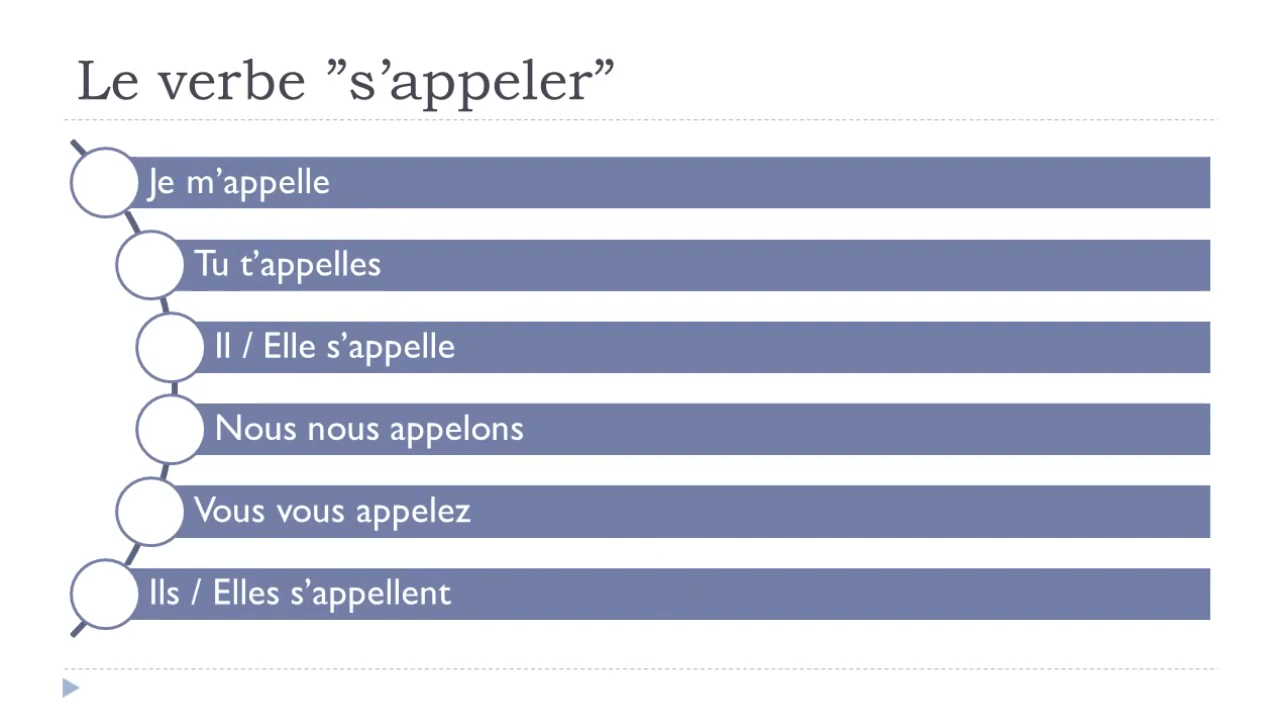 Le verbe ”s’appeler”
Je m’appelle
Tu t’appelles
Il / Elle s’appelle
Nous nous appelons
Vous vous appelez
Ils / Elles s’appellent